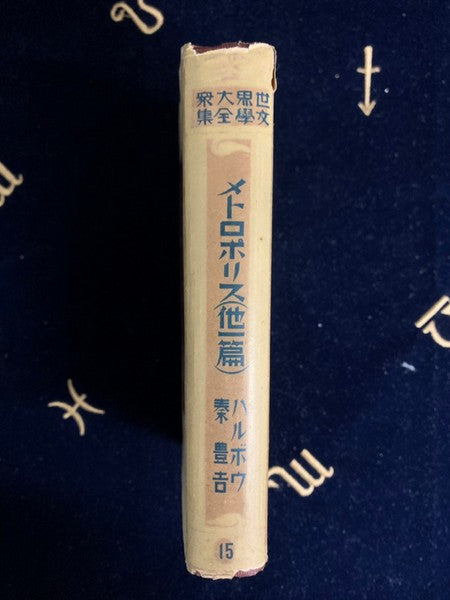 世界大衆
文學全集
メトロポリス(他一篇)
ハルボウ
秦豊吉
15